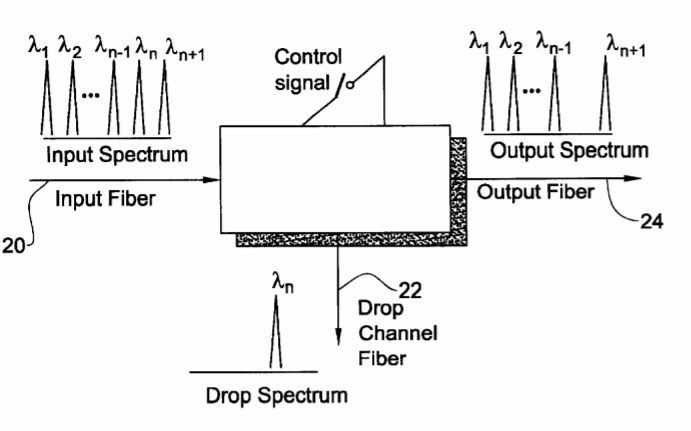 λ1 λ2 λn-1 λn λn+1
...
Input Spectrum
Input Fiber
20
Control
signal
λ1 λ2 λn-1 λn+1
...
Output Spectrum
Output Fiber
24
λn
Drop Spectrum
22
Drop
Channel
Fiber